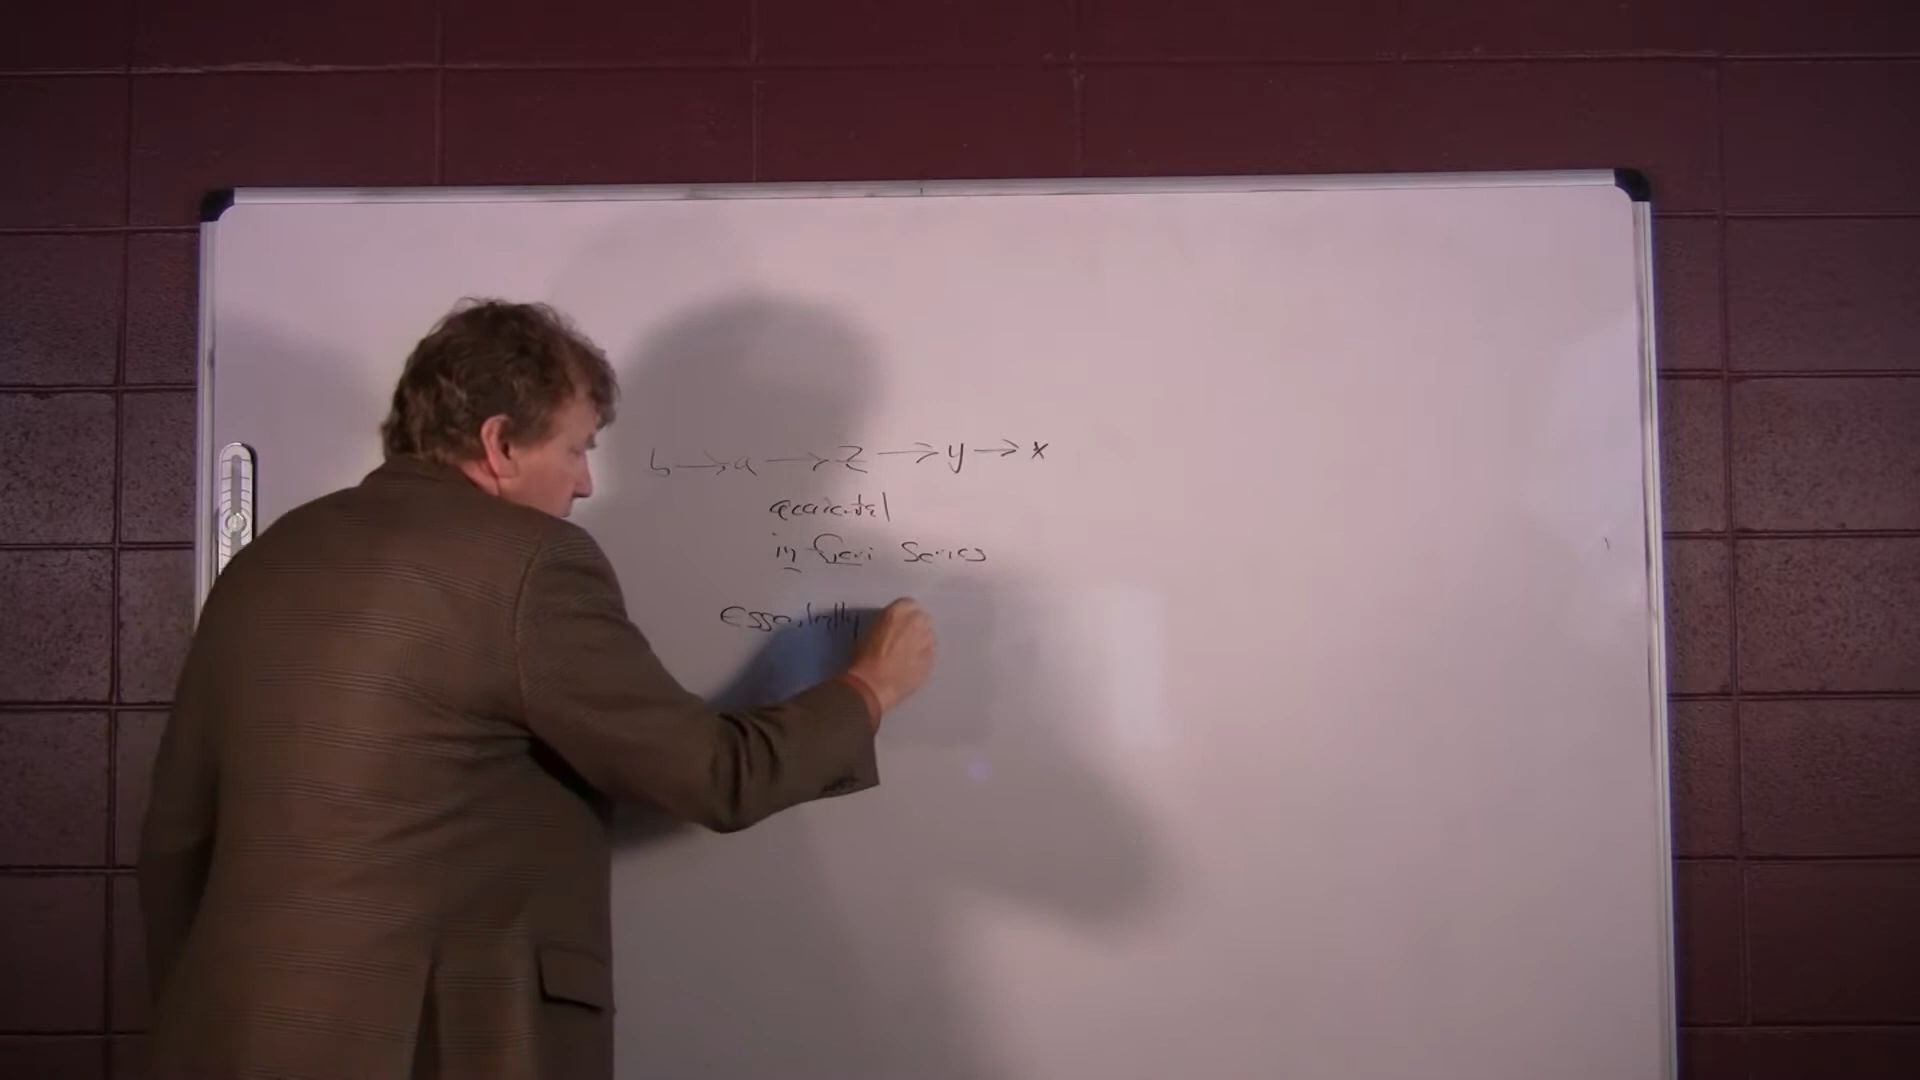 b → a → z → y → x
accidental
in fieri series
essentially